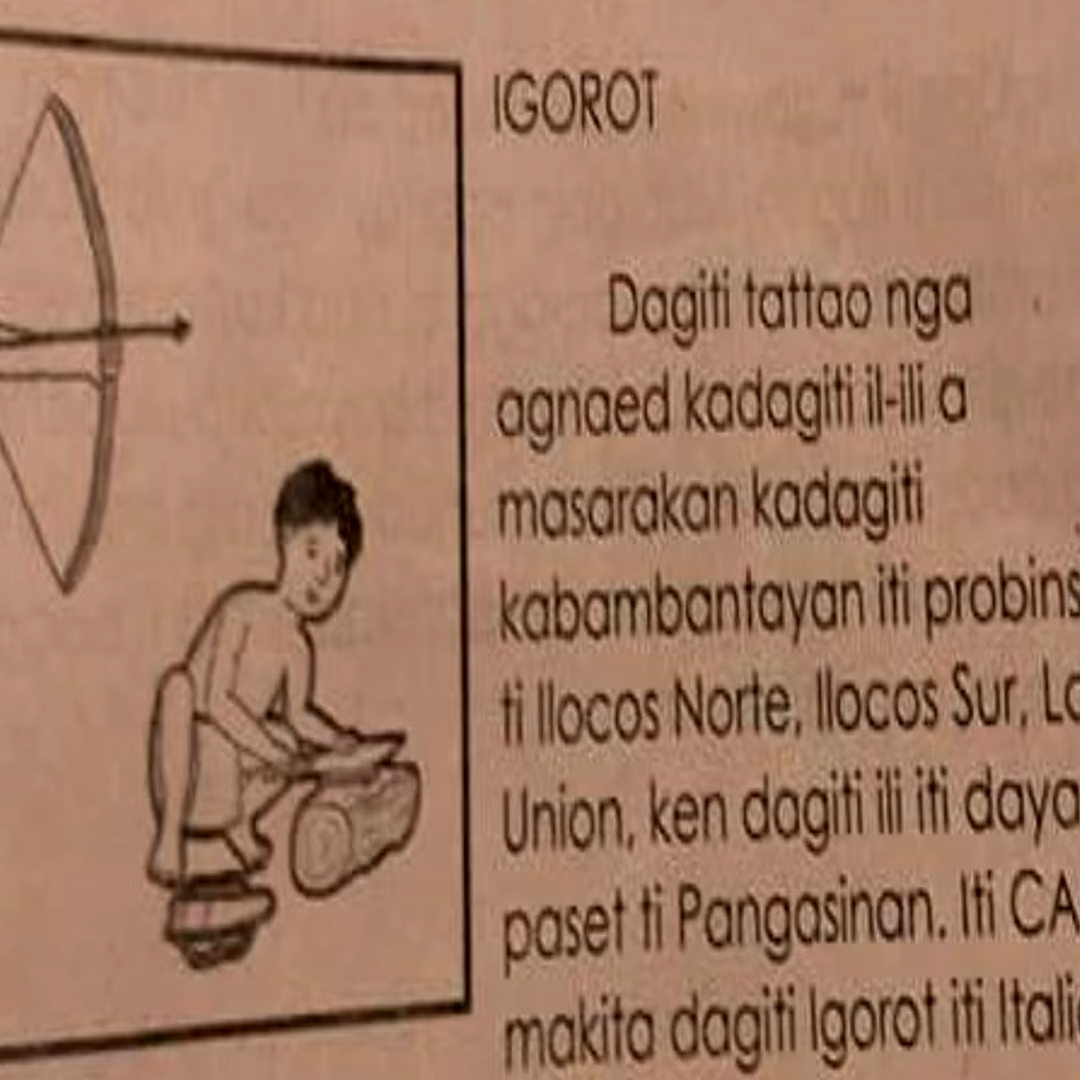 IGOROT
Dagiti tattao nga
agnaed kadagiti il-ili a
masarakan kadagiti
kabambantayan iti
ti Ilocos Norte, Ilocos Sur,
Union, ken dagiti ili iti daya
paset ti Pangasinan. Iti
makita dagiti Igorot iti